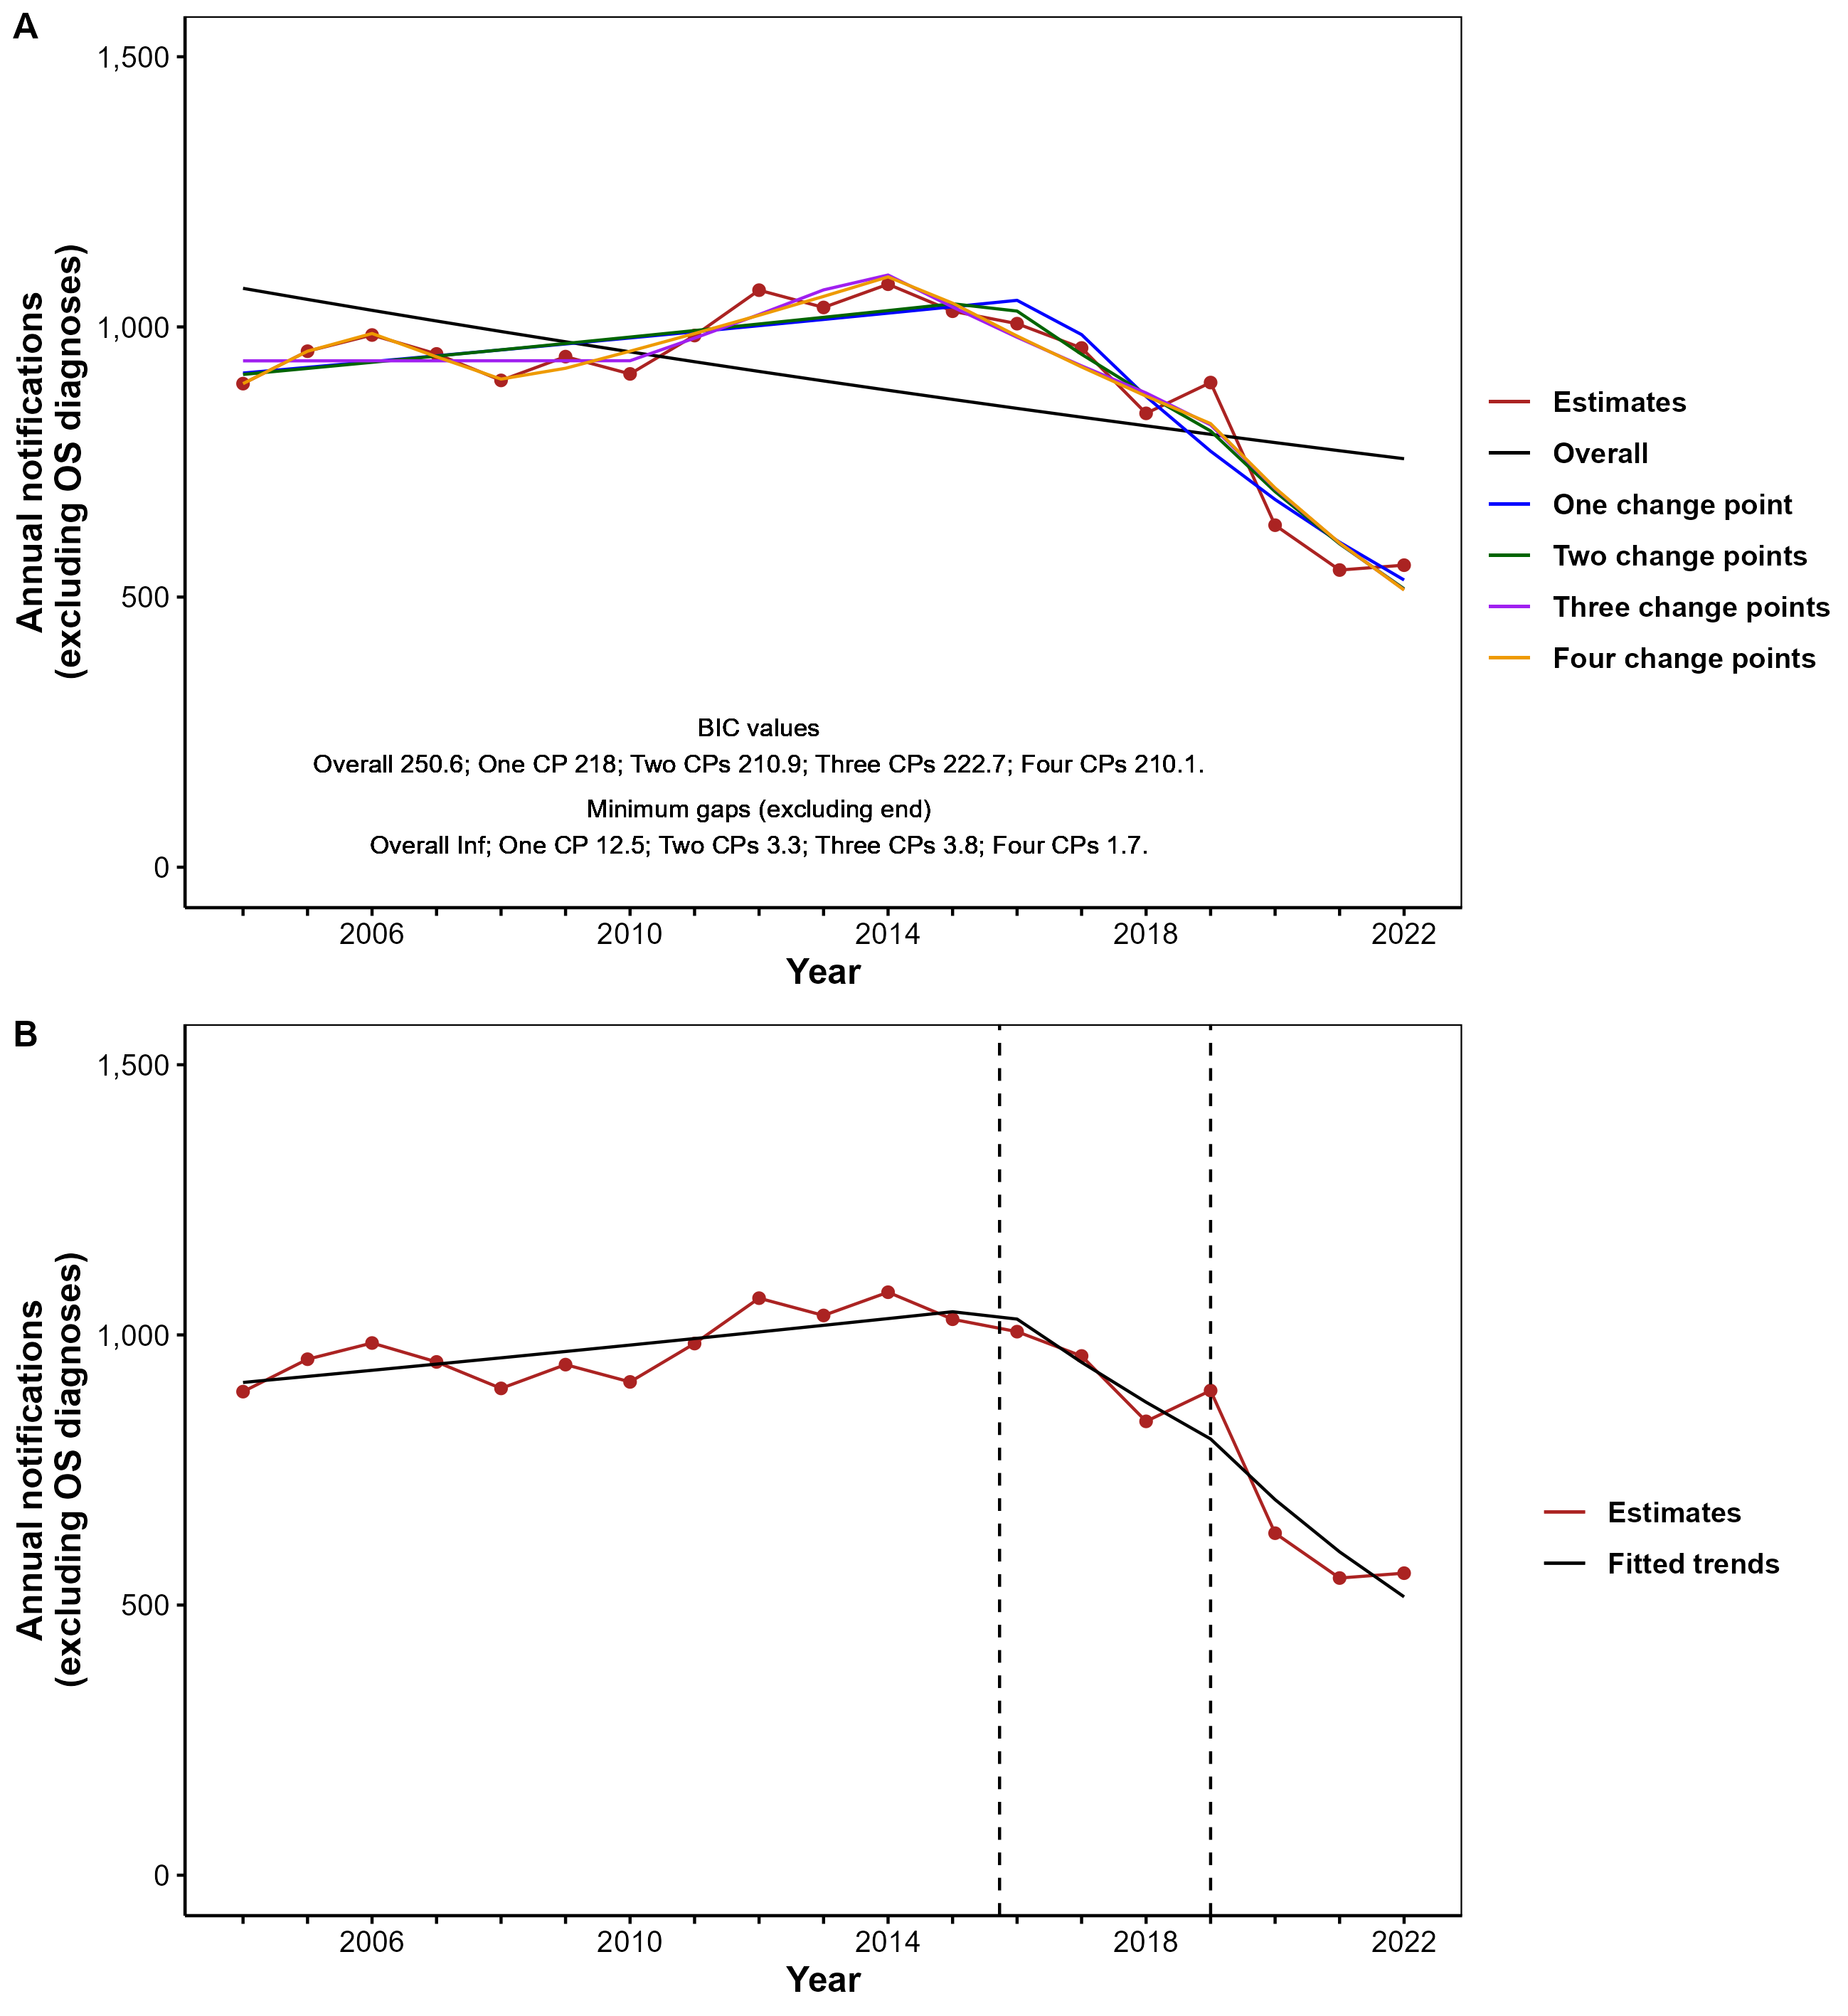 A
1,500
1,000
500
0
Annual notifications
(excluding OS diagnoses)
BIC values
Overall 250.6; One CP 218; Two CPs 210.9; Three CPs 222.7; Four CPs 210.1.
Minimum gaps (excluding end)
Overall Inf; One CP 12.5; Two CPs 3.3; Three CPs 3.8; Four CPs 1.7.
2006 2010 2014 2018 2022
Year
Estimates
Overall
One change point
Two change points
Three change points
Four change points
B
1,500
1,000
500
0
Annual notifications
(excluding OS diagnoses)
2006 2010 2014 2018 2022
Year
Estimates
Fitted trends